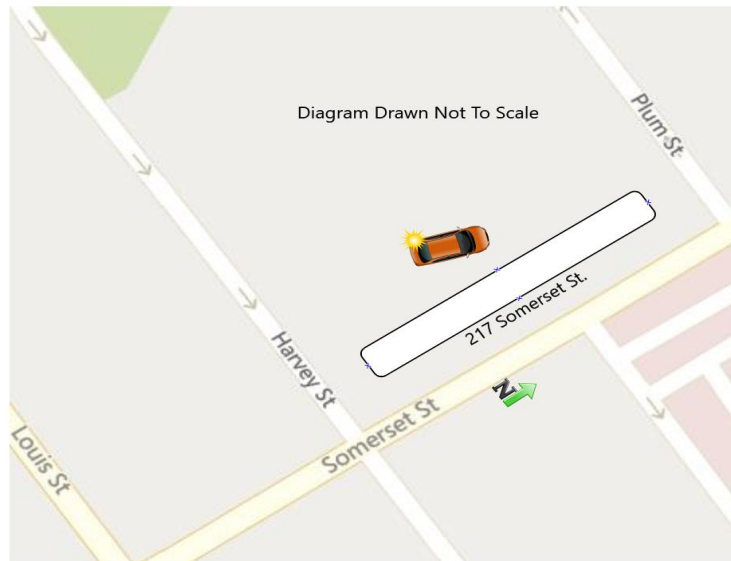 Diagram Drawn Not To Scale
Plum St
217 Somerset St.
Harvey St
N
Somerset St
Louis St